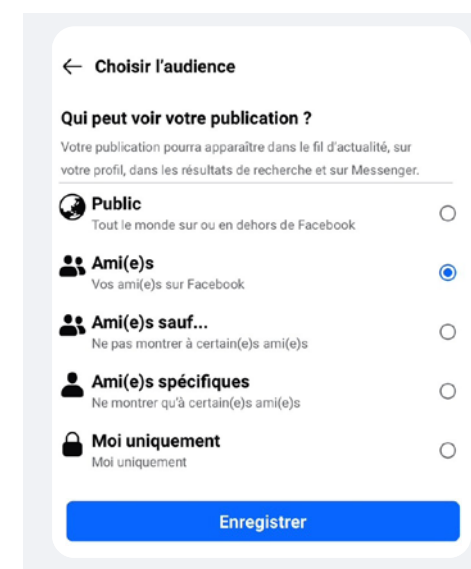 Choisir l'audience
Qui peut voir votre publication ?
Votre publication pourra apparaître dans le fil d'actualité, sur
votre profil, dans les résultats de recherche et sur Messenger.
Public
Tout le monde sur ou en dehors de Facebook
Ami(e)s
Vos ami(e)s sur Facebook
Ami(e)s sauf...
Ne pas montrer à certain(e)s ami(e)s
Ami(e)s spécifiques
Ne montrer qu'à certain(e)s ami(e)s
Moi uniquement
Moi uniquement
Enregistrer